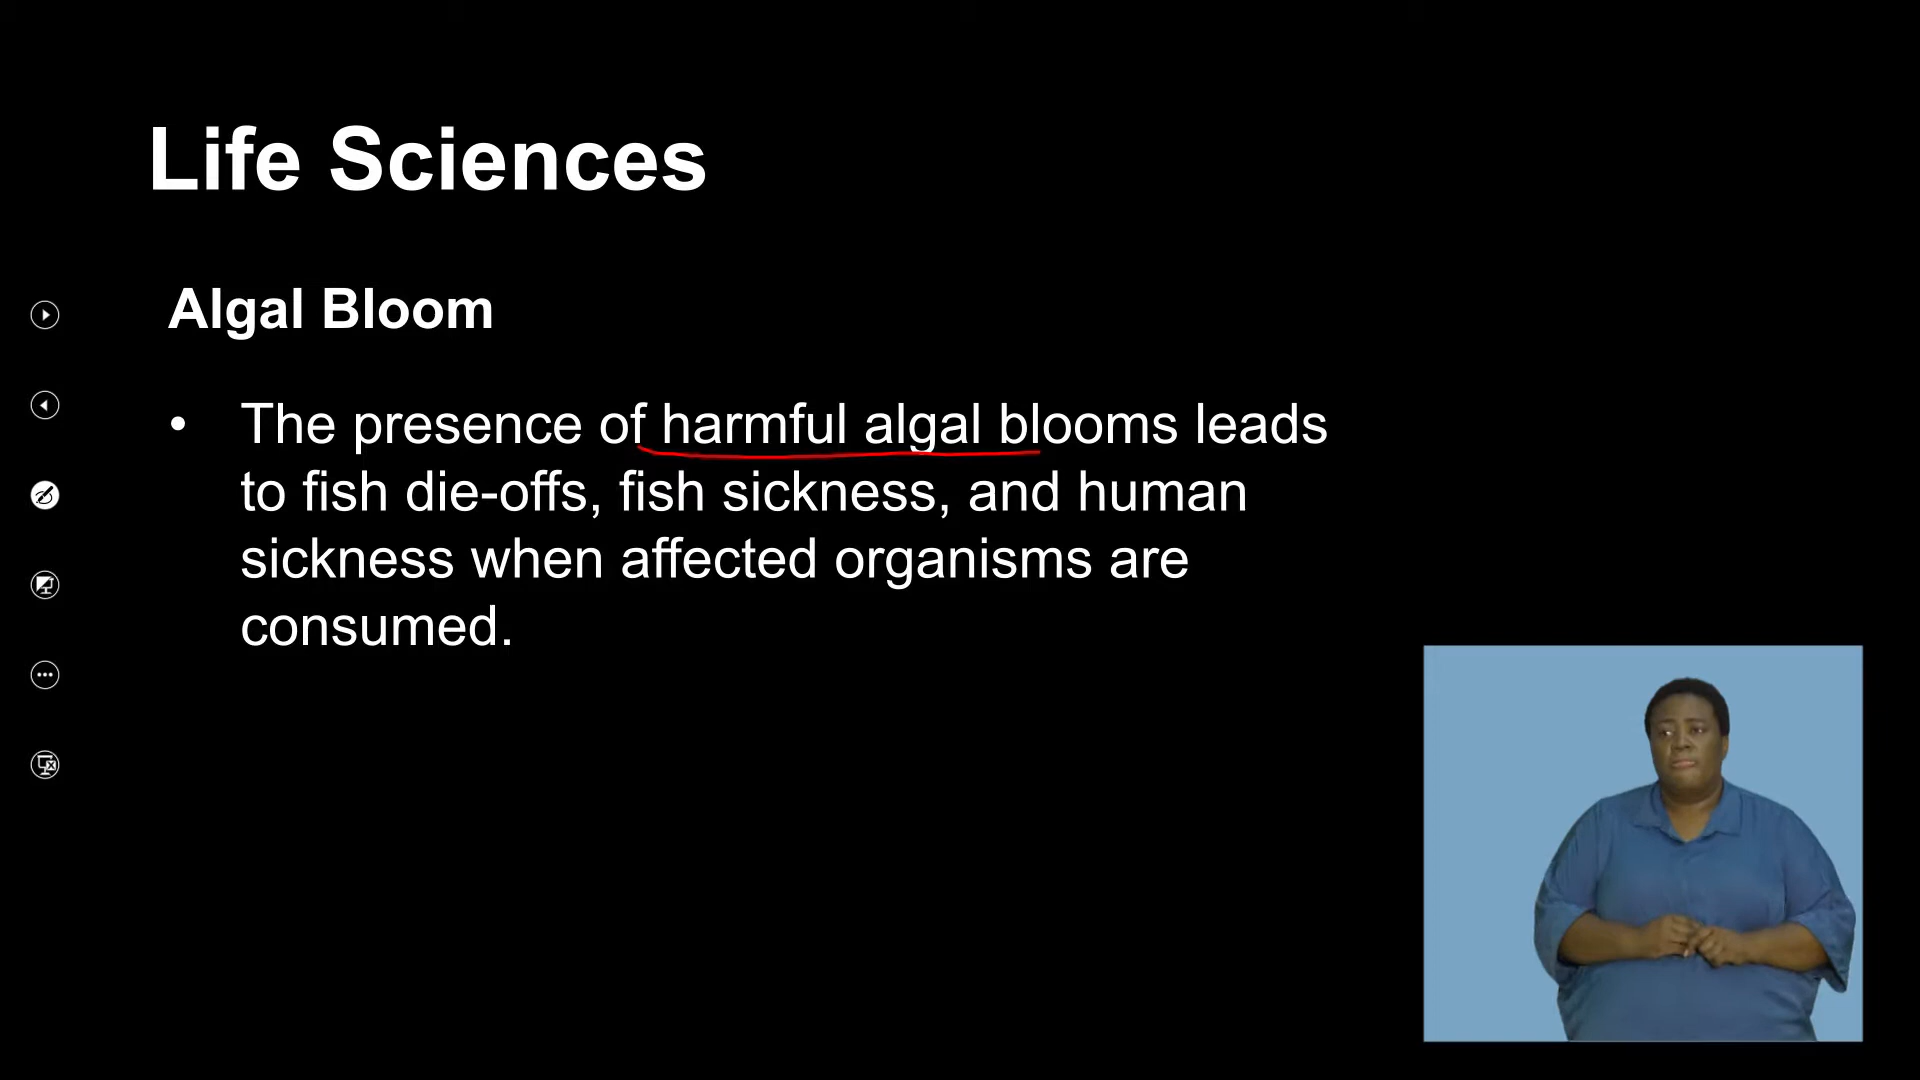 Life Sciences
Algal Bloom
• The presence of harmful algal blooms leads
to fish die-offs, fish sickness, and human
sickness when affected organisms are
consumed.